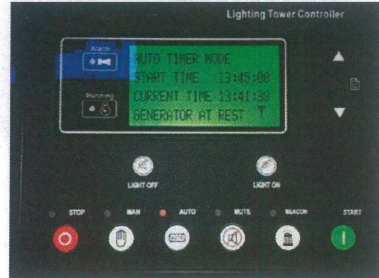 Lighting Tower Controller
Alarm
AUTO TIMER MODE
START TIME 13:45:00
Running
CURRENT TIME 13:41:38
GENERATOR AT REST
LIGHT OFF
LIGHT ON
STOP
MAN
AUTO
MUTE
BEACON
START
AUTO